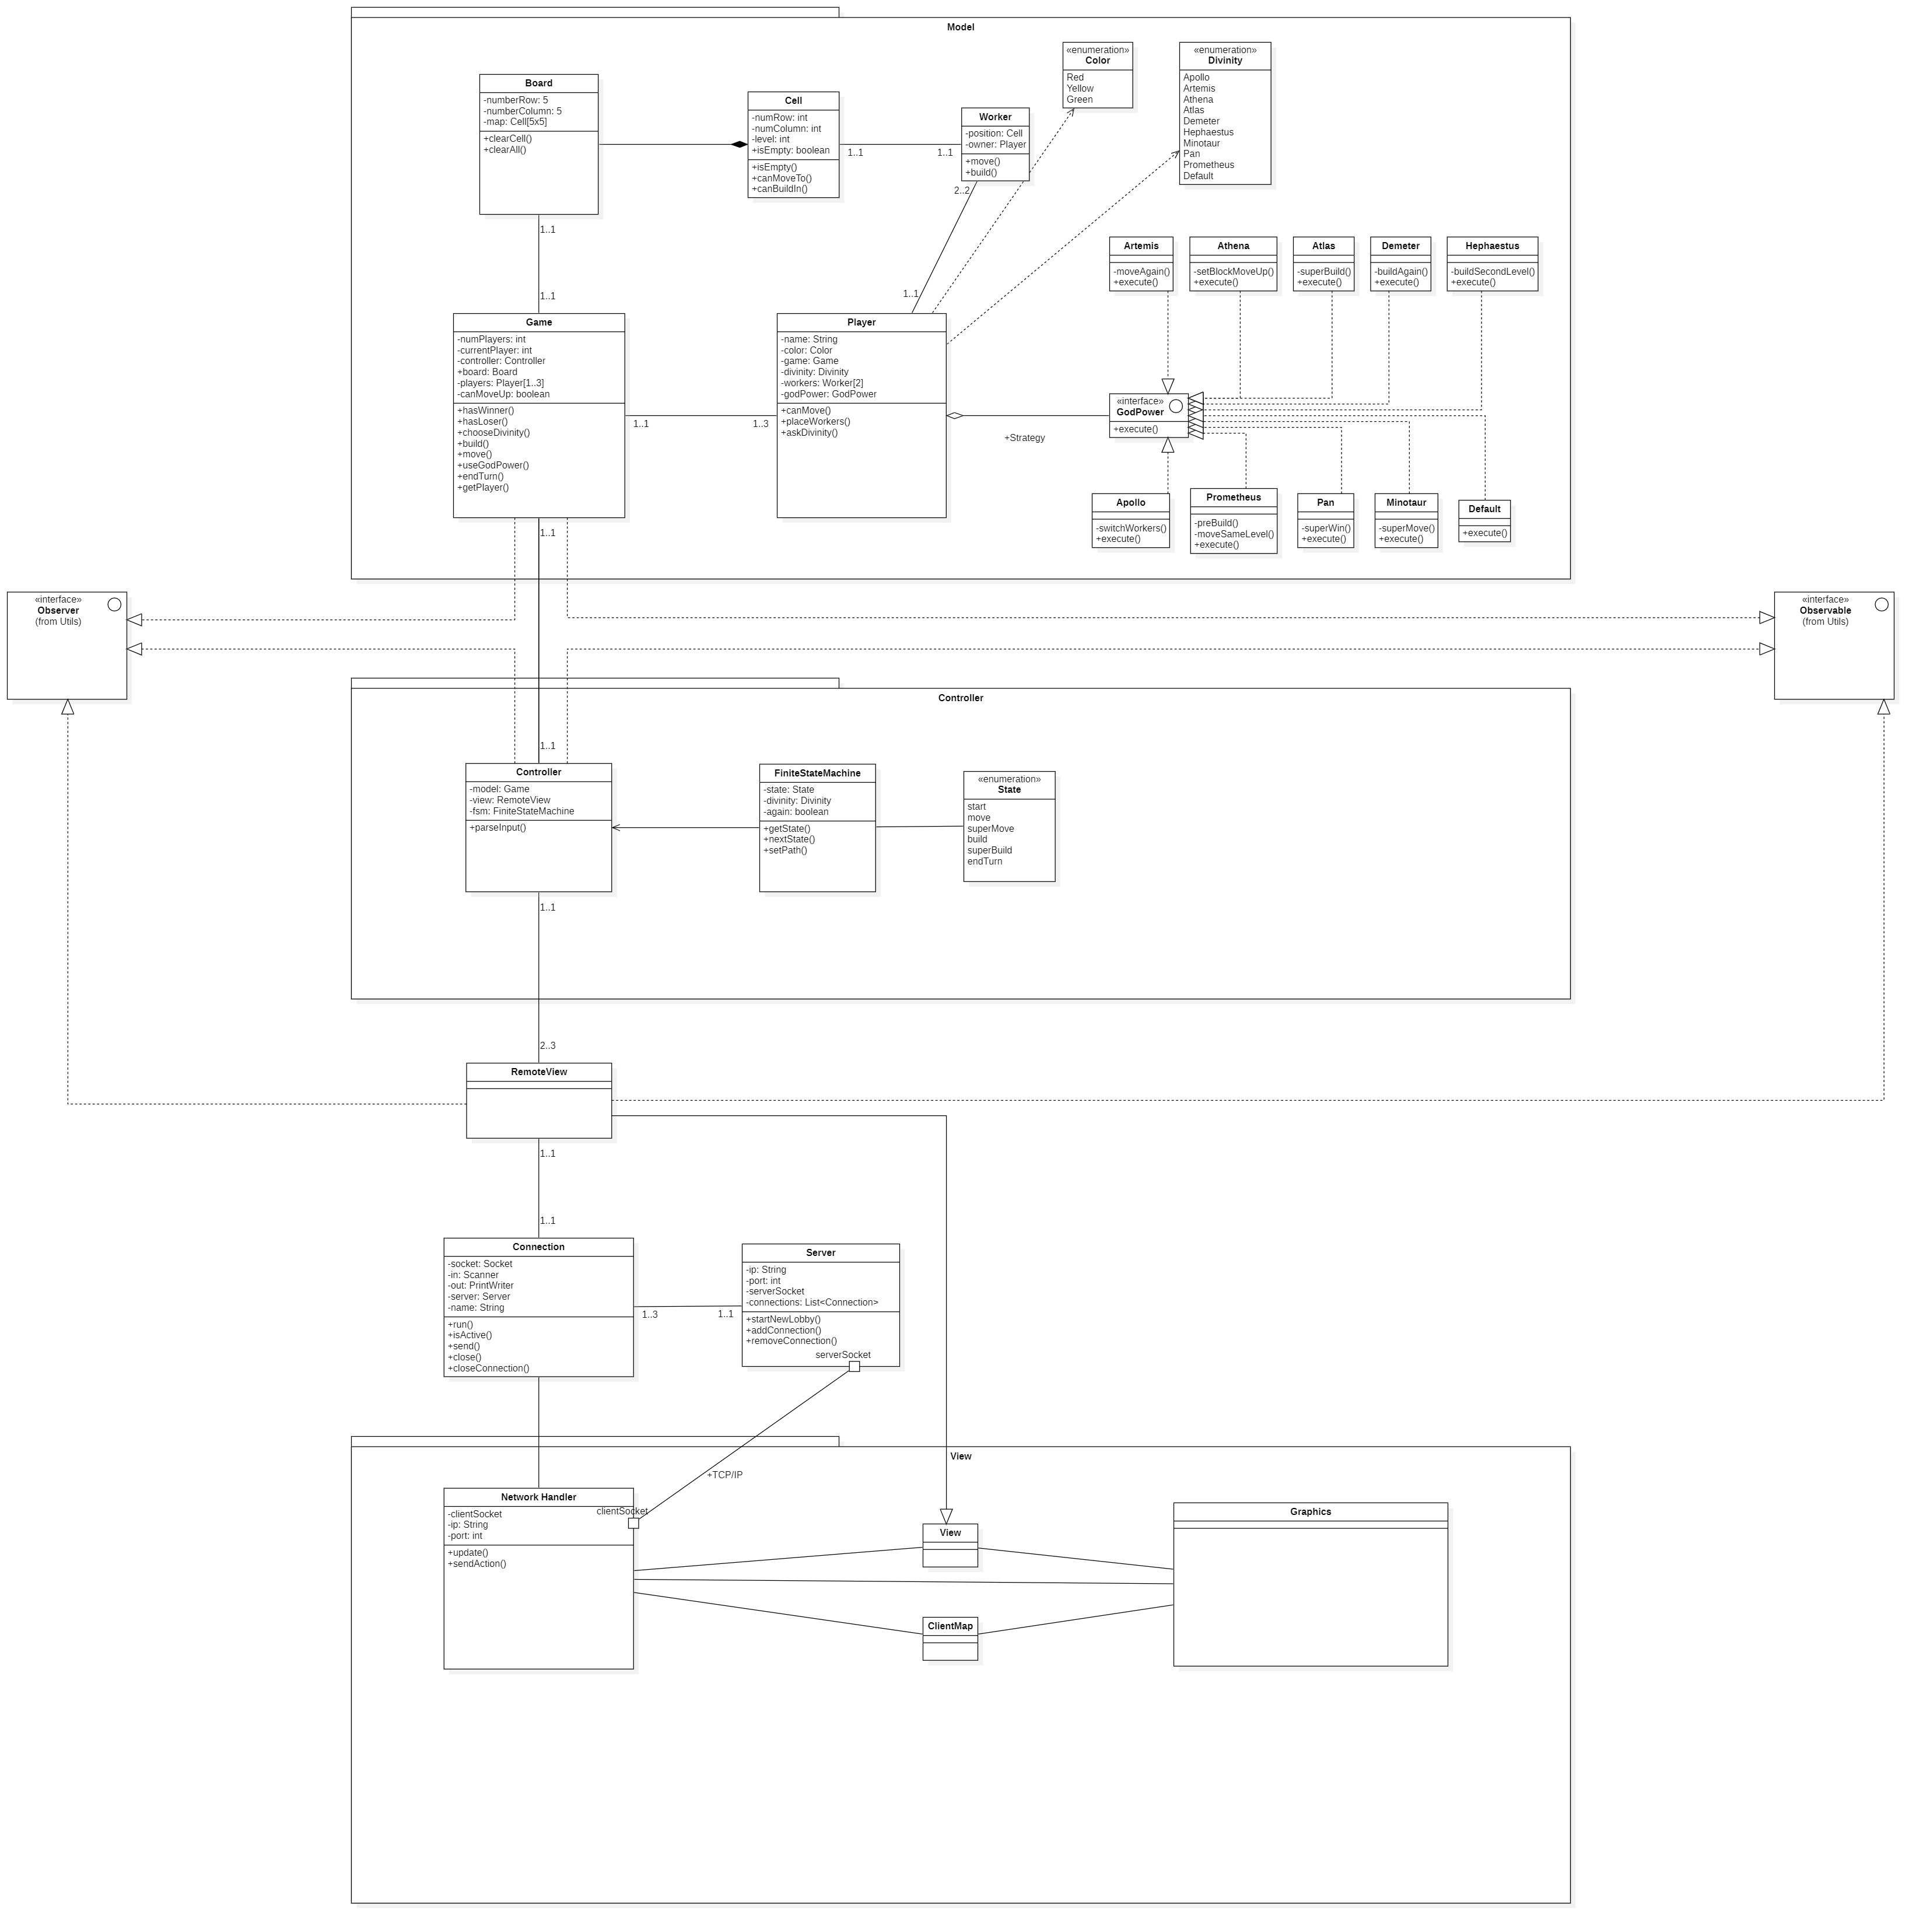 Model
«enumeration»
Color
Red
Yellow
Green
«enumeration»
Divinity
Apollo
Artemis
Athena
Atlas
Demeter
Hephaestus
Minotaur
Pan
Prometheus
Default
Board
-numberRow: 5
-numberColumn: 5
-map: Cell[5x5]
+clearCell()
+clearAll()
Cell
-numRow: int
-numColumn: int
-level: int
+isEmpty: boolean
+isEmpty()
+canMoveTo()
+canBuildIn()
1..1
1..1
Worker
-position: Cell
-owner: Player
+move()
+build()
2..2
1..1
1..1
1..1
Artemis
-moveAgain()
+execute()
Athena
-setBlockMoveUp()
+execute()
Atlas
-superBuild()
+execute()
Demeter
-buildAgain()
+execute()
Hephaestus
-buildSecondLevel()
+execute()
Game
-numPlayers: int
-currentPlayer: int
-controller: Controller
+board: Board
-players: Player[1..3]
-canMoveUp: boolean
+hasWinner()
+hasLoser()
+chooseDivinity()
+build()
+move()
+useGodPower()
+endTurn()
+getPlayer()
1..1
1..3
Player
-name: String
-color: Color
-game: Game
-divinity: Divinity
-workers: Worker[2]
-godPower: GodPower
+canMove()
+placeWorkers()
+askDivinity()
+Strategy
«interface»
GodPower
+execute()
Apollo
-switchWorkers()
+execute()
Prometheus
-preBuild()
-moveSameLevel()
+execute()
Pan
-superWin()
+execute()
Minotaur
-superMove()
+execute()
Default
+execute()
1..1
«interface»
Observer
(from Utils)
«interface»
Observable
(from Utils)
Controller
1..1
Controller
-model: Game
-view: RemoteView
-fsm: FiniteStateMachine
+parseInput()
FiniteStateMachine
-state: State
-divinity: Divinity
-again: boolean
+getState()
+nextState()
+setPath()
«enumeration»
State
start
move
superMove
build
superBuild
endTurn
1..1
2..3
RemoteView
1..1
1..1
Connection
-socket: Socket
-in: Scanner
-out: PrintWriter
-server: Server
-name: String
+run()
+isActive()
+send()
+close()
+closeConnection()
1..3
1..1
Server
-ip: String
-port: int
-serverSocket
-connections: List<Connection>
+startNewLobby()
+addConnection()
+removeConnection()
serverSocket
View
+TCP/IP
Network Handler
-clientSocket
-ip: String
-port: int
+update()
+sendAction()
clientSocket
View
ClientMap
Graphics